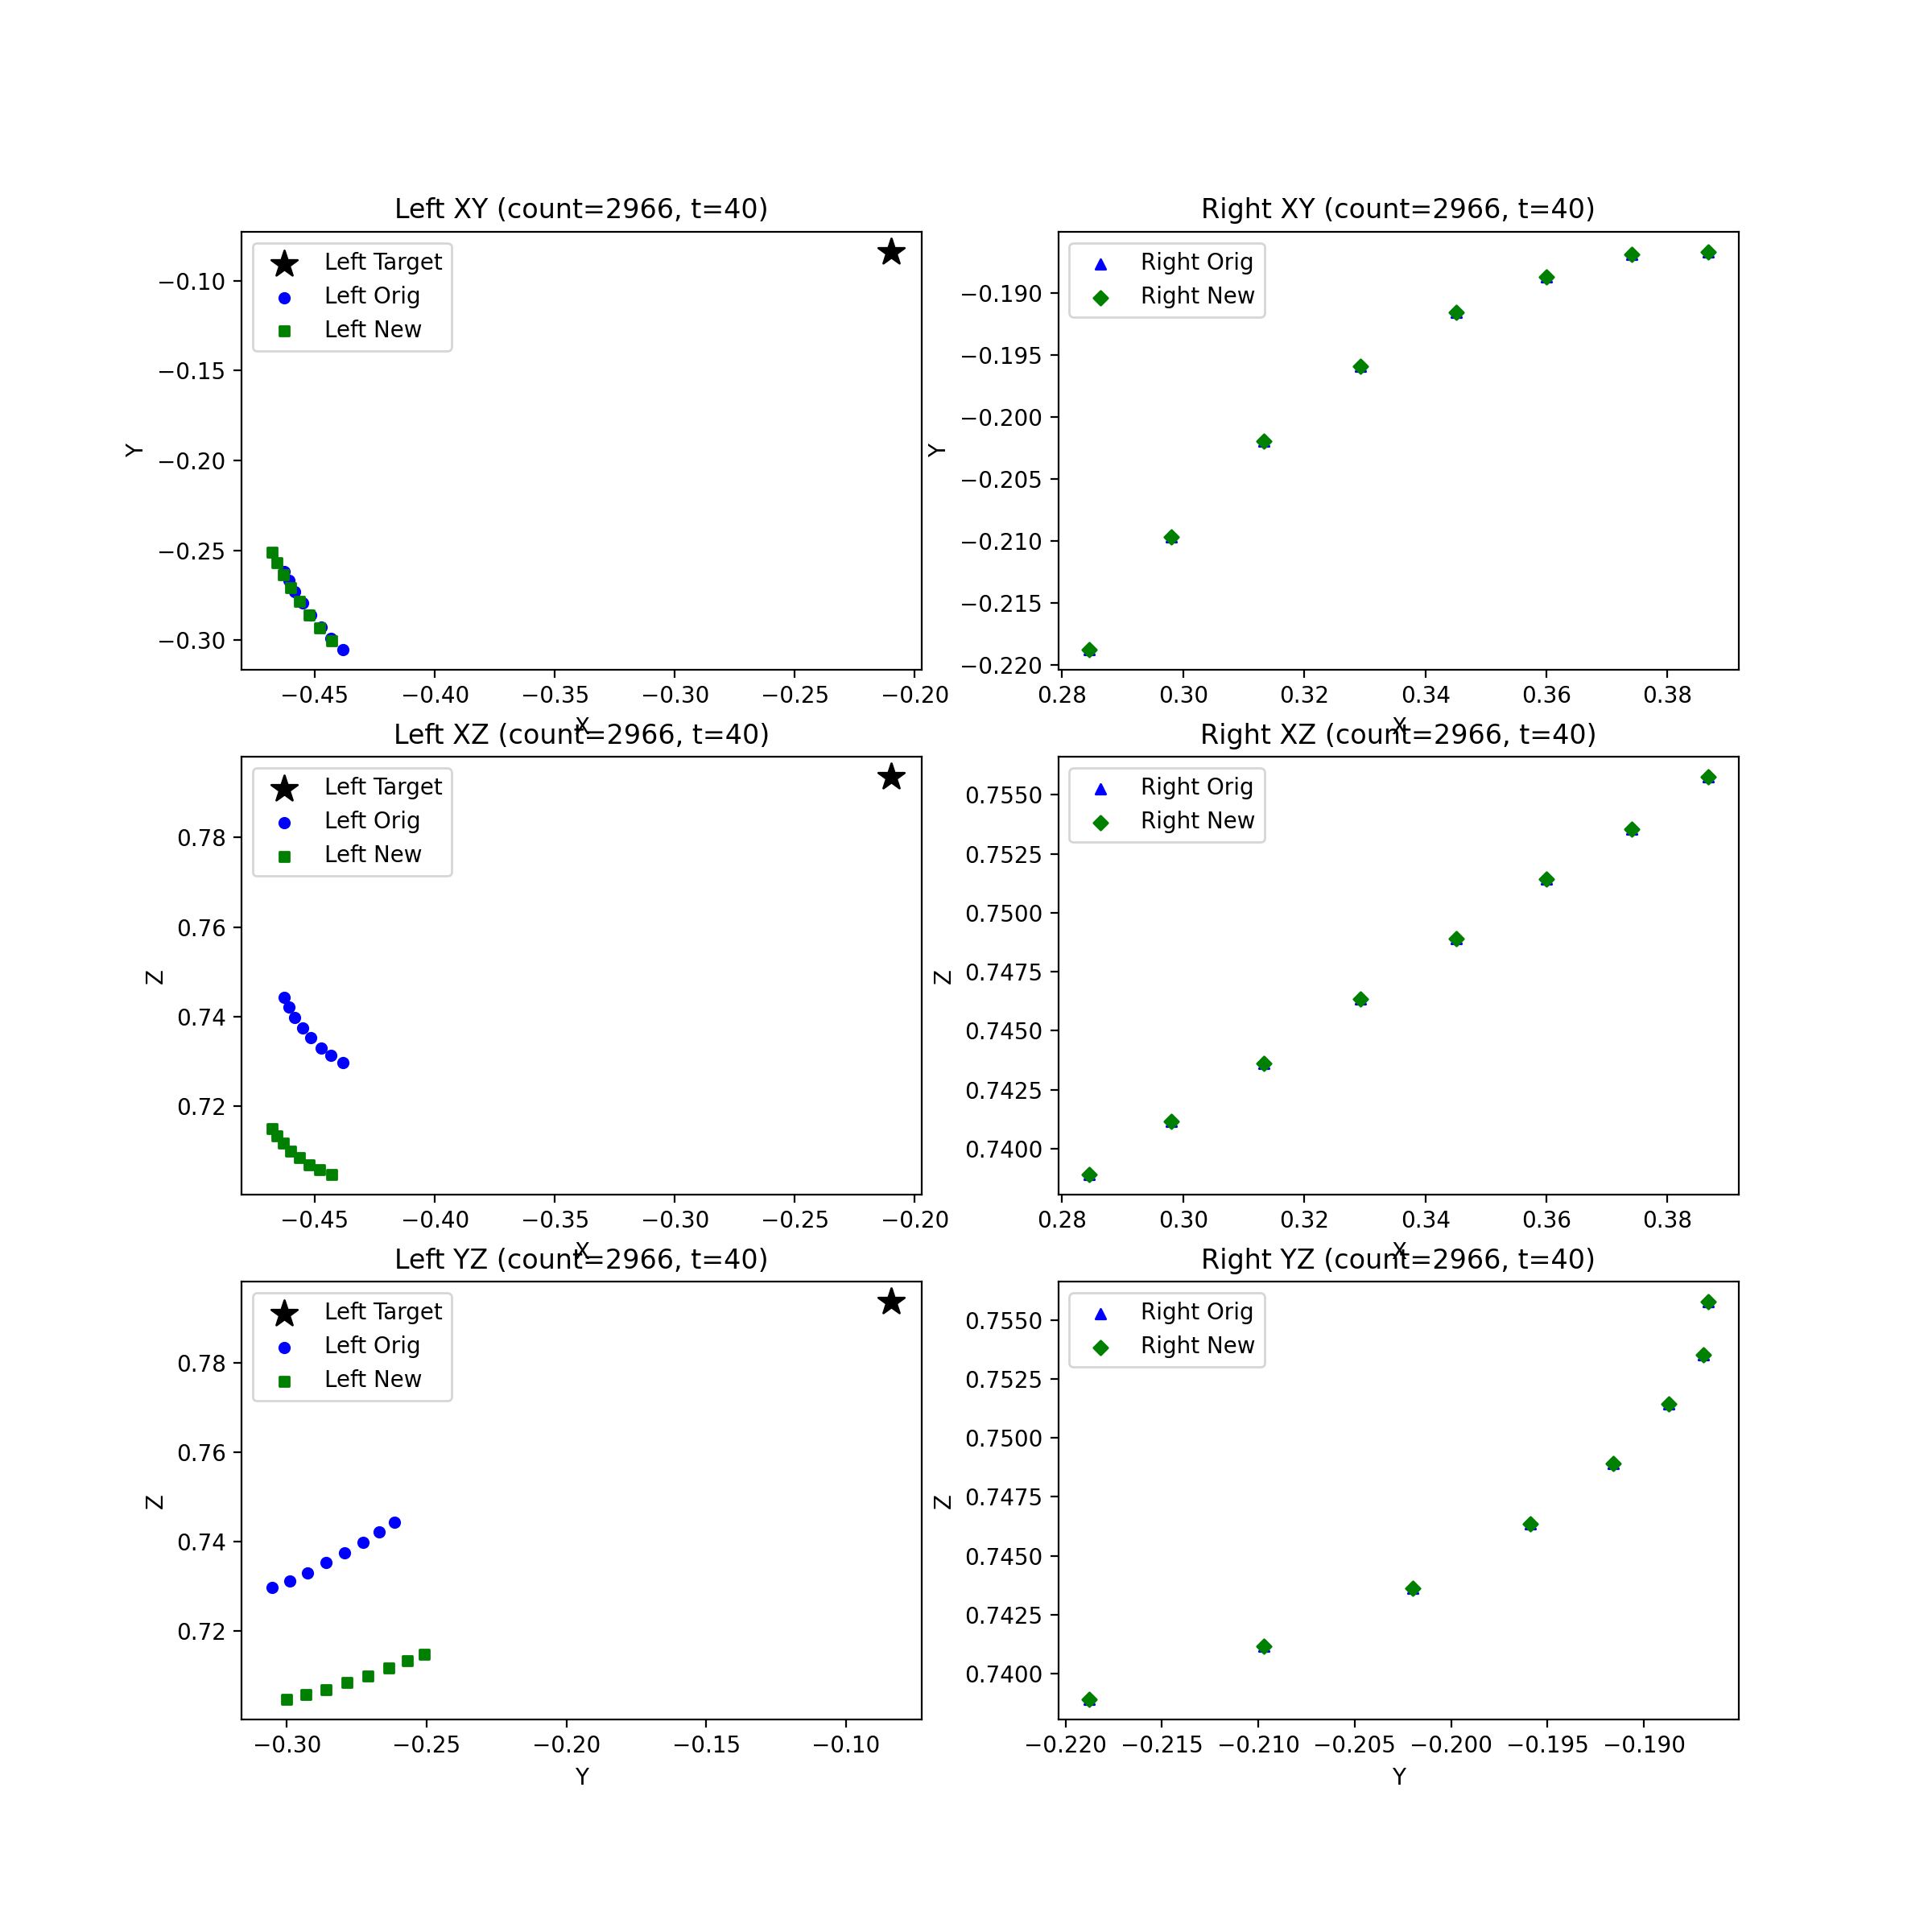 Left XY (count=2966, t=40)
Left Target
Left Orig
Left New
−0.10
−0.15
−0.20
−0.25
−0.30
Y
−0.45 −0.40 −0.35 −0.30 −0.25 −0.20
X
Right XY (count=2966, t=40)
Right Orig
Right New
−0.190
−0.195
−0.200
−0.205
−0.210
−0.215
−0.220
Y
0.28 0.30 0.32 0.34 0.36 0.38
X
Left XZ (count=2966, t=40)
Left Target
Left Orig
Left New
0.78
0.76
0.74
0.72
Z
−0.45 −0.40 −0.35 −0.30 −0.25 −0.20
X
Right XZ (count=2966, t=40)
Right Orig
Right New
0.7550
0.7525
0.7500
0.7475
0.7450
0.7425
0.7400
Z
0.28 0.30 0.32 0.34 0.36 0.38
X
Left YZ (count=2966, t=40)
Left Target
Left Orig
Left New
0.78
0.76
0.74
0.72
Z
−0.30 −0.25 −0.20 −0.15 −0.10
Y
Right YZ (count=2966, t=40)
Right Orig
Right New
0.7550
0.7525
0.7500
0.7475
0.7450
0.7425
0.7400
Z
−0.220 −0.215 −0.210 −0.205 −0.200 −0.195 −0.190
Y